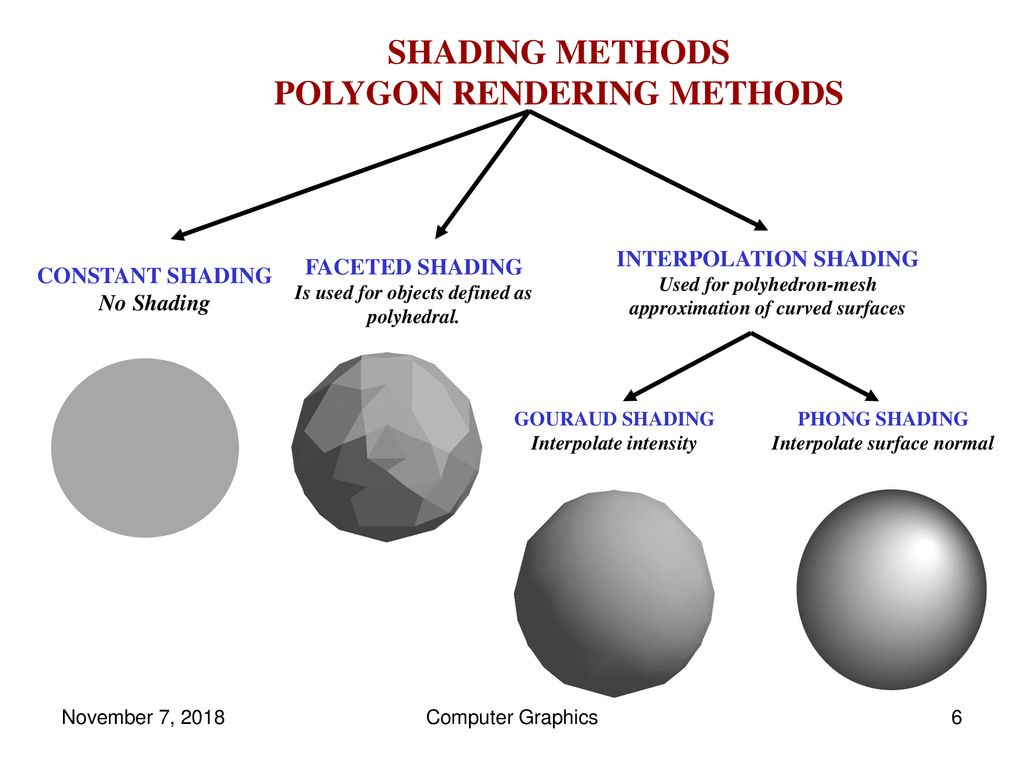 SHADING METHODS
POLYGON RENDERING METHODS
CONSTANT SHADING
No Shading
FACETED SHADING
Is used for objects defined as
polyhedral.
INTERPOLATION SHADING
Used for polyhedron-mesh
approximation of curved surfaces
GOURAUD SHADING
Interpolate intensity
PHONG SHADING
Interpolate surface normal
November 7, 2018
Computer Graphics
6